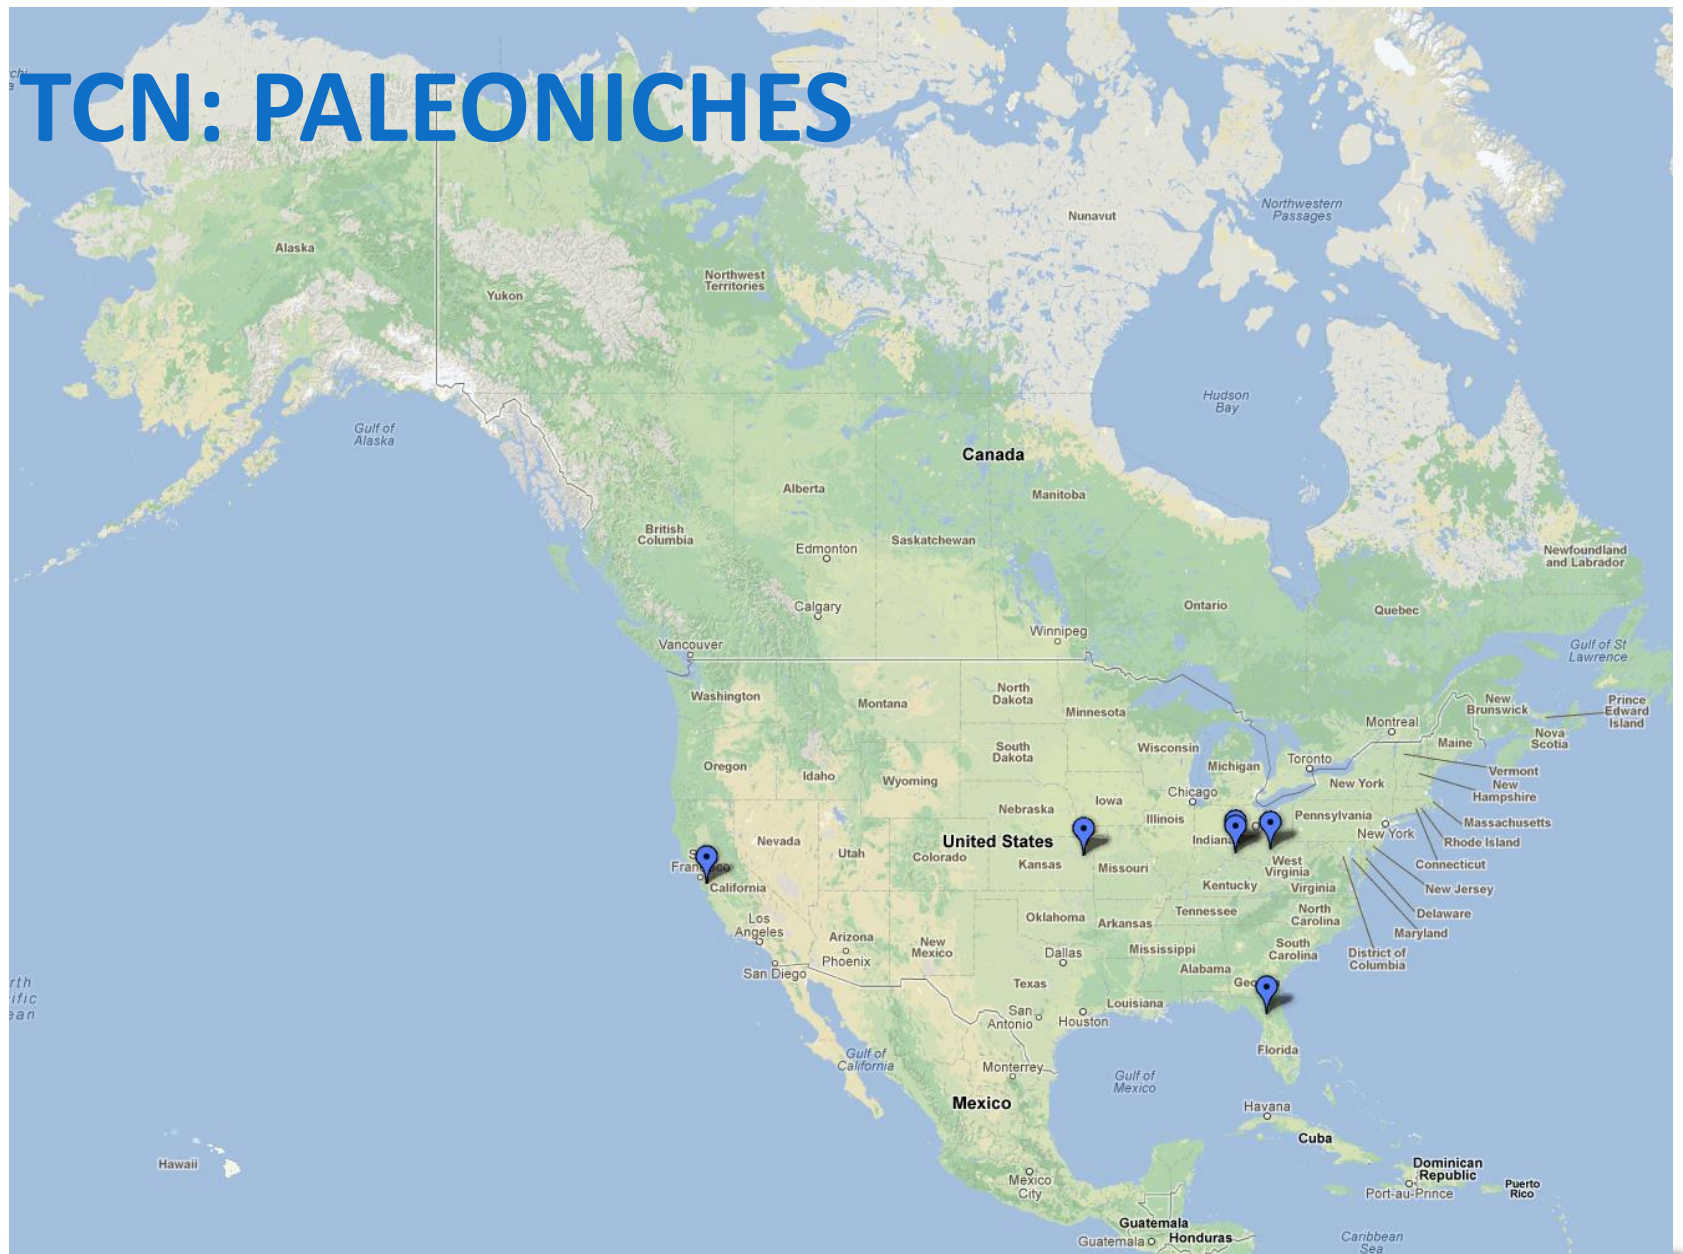 TCN: PALEONICHES
Northwestern
Passages
Nunavut
Alaska
Northwest
Territories
Yukon
Hudson
Bay
Gulf of
Alaska
Canada
Alberta
Manitoba
British
Columbia
Saskatchewan
Edmonton
Newfoundland
and Labrador
Calgary
Ontario
Quebec
Winnipeg
Vancouver
Gulf of St
Lawrence
Washington
North
Dakota
Montana
Minnesota
New
Brunswick
Prince
Edward
Island
Montreal
Nova
Scotia
Maine
Wisconsin
South
Dakota
Oregon
Idaho
Michigan
Toronto
Vermont
Wyoming
New York
New
Hampshire
Chicago
Iowa
Nebraska
Illinois
Pennsylvania
Massachusetts
New York
Rhode Island
Nevada
United States
Utah
Colorado
Kansas
Missouri
West
Virginia
Connecticut
California
Kentucky
Virginia
New Jersey
Los
Angeles
Oklahoma
Arkansas
Tennessee
North
Carolina
Delaware
Maryland
Arizona
New
Mexico
Phoenix
Dallas
Mississippi
South
Carolina
District of
Columbia
San Diego
Alabama
Texas
Louisiana
San
Antonio
Houston
Florida
Gulf of
California
Monterrey
Gulf of
Mexico
Mexico
Havana
Cuba
Hawaii
Dominican
Republic
Port-au-Prince
Puerto
Rico
Mexico
City
Guatemala
Guatemala
Honduras
Caribbean
Sea